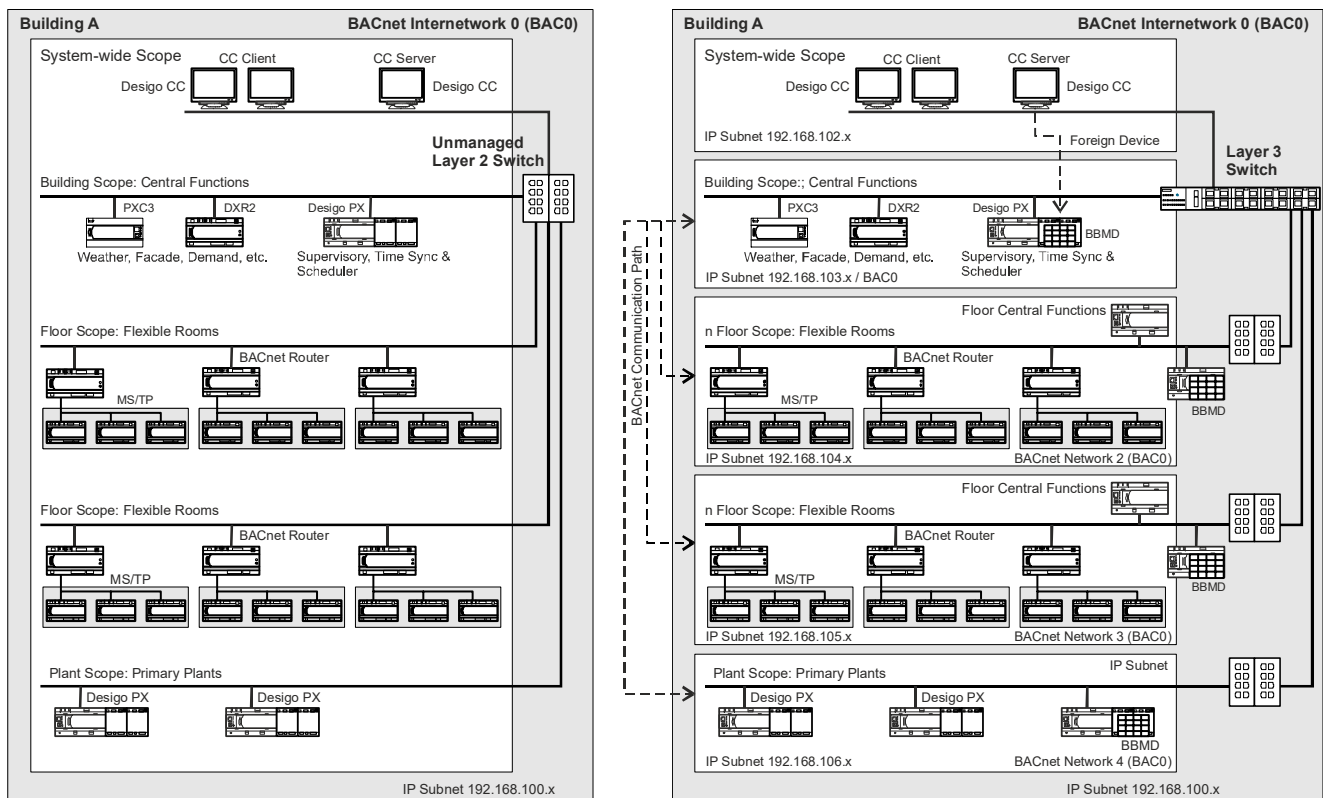 Building A
BACnet Internetwork 0 (BAC0)
System-wide Scope
CC Client
CC Server
Desigo CC
Desigo CC
Unmanaged
Layer 2 Switch
Building Scope: Central Functions
PXC3
DXR2
Desigo PX
Weather, Facade, Demand, etc.
Supervisory, Time Sync &
Scheduler
Floor Scope: Flexible Rooms
BACnet Router
MS/TP
Floor Scope: Flexible Rooms
BACnet Router
MS/TP
Plant Scope: Primary Plants
Desigo PX
Desigo PX
IP Subnet 192.168.100.x
Building A
BACnet Internetwork 0 (BAC0)
System-wide Scope
CC Client
CC Server
Desigo CC
Desigo CC
IP Subnet 192.168.102.x
Foreign Device
Layer 3
Switch
Building Scope:; Central Functions
PXC3
DXR2
Desigo PX
BBMD
Weather, Facade, Demand, etc.
Supervisory, Time Sync &
Scheduler
IP Subnet 192.168.103.x / BAC0
BACnet Communication Path
Floor Central Functions
n Floor Scope: Flexible Rooms
BACnet Router
MS/TP
BBMD
IP Subnet 192.168.104.x
BACnet Network 2 (BAC0)
Floor Central Functions
n Floor Scope: Flexible Rooms
BACnet Router
MS/TP
BBMD
IP Subnet 192.168.105.x
BACnet Network 3 (BAC0)
IP Subnet
Plant Scope: Primary Plants
Desigo PX
Desigo PX
BBMD
IP Subnet 192.168.106.x
BACnet Network 4 (BAC0)
IP Subnet 192.168.100.x